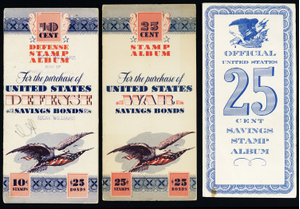 10
CENT
DEFENSE
STAMP
ALBUM
For the purchase of
UNITED STATES
DEFENSE
SAVINGS BONDS
10¢
STAMPS
$25
BONDS
25
CENT
STAMP
ALBUM
For the purchase of
UNITED STATES
WAR
SAVINGS BONDS
25¢
STAMPS
$25
BONDS
OFFICIAL
UNITED STATES
25
CENT
SAVINGS
STAMP
ALBUM